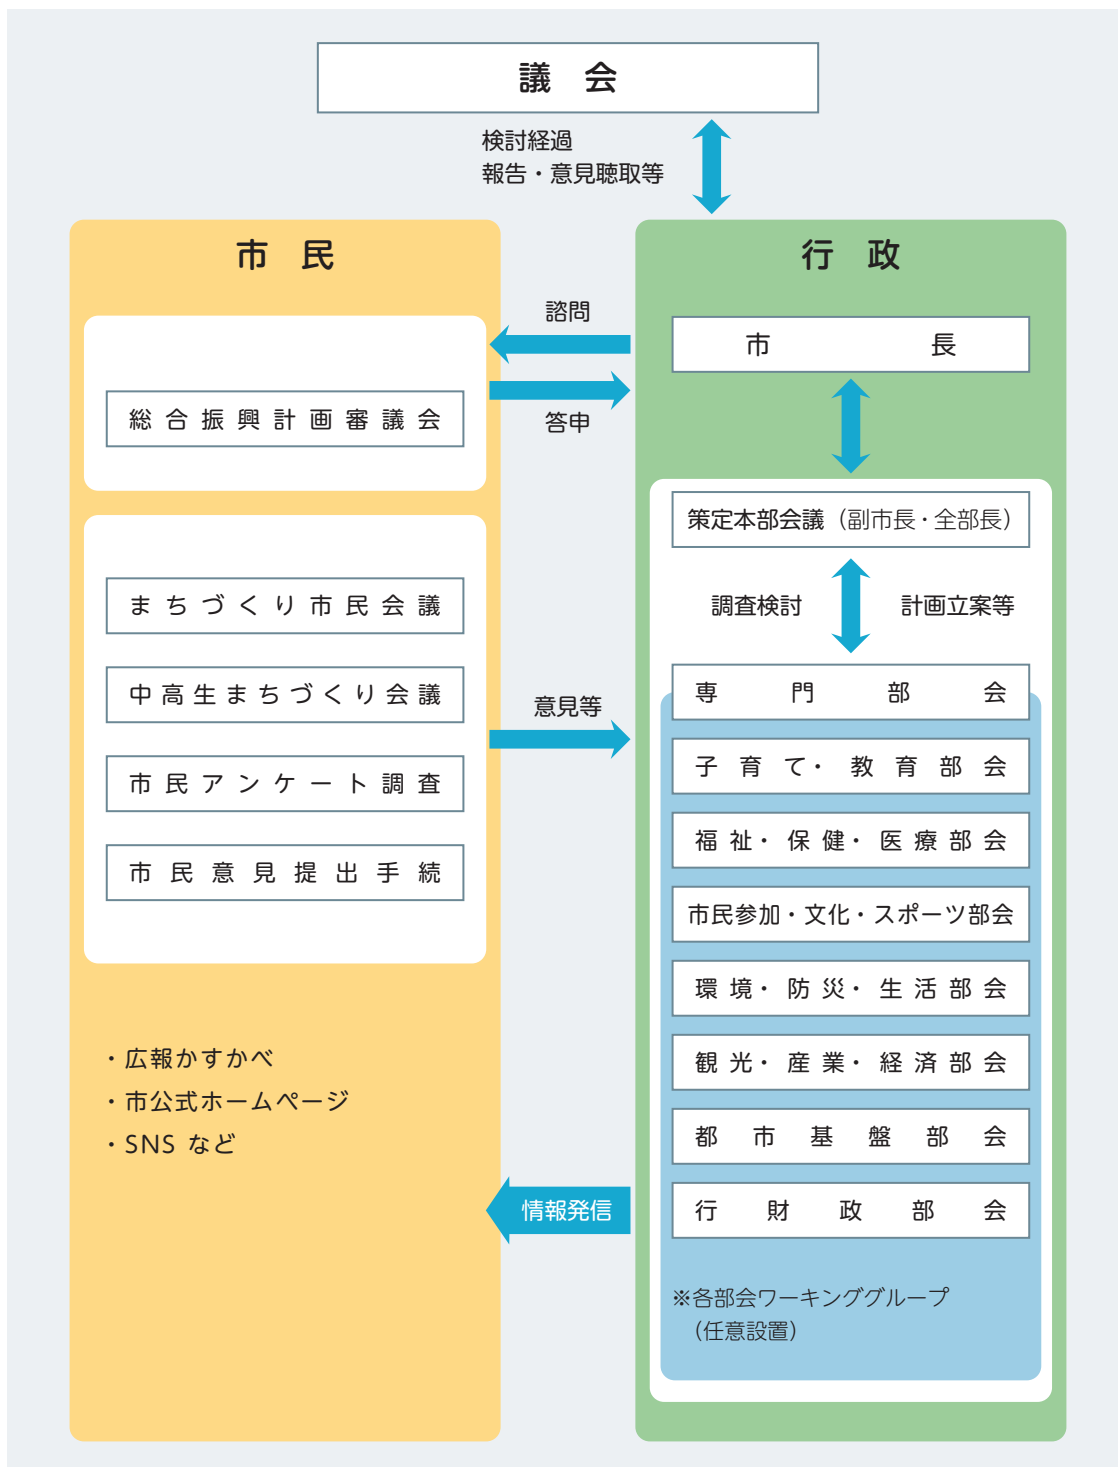 議会
検討経過
報告・意見聴取等
市民
総合振興計画審議会
まちづくり市民会議
中高生まちづくり会議
市民アンケート調査
市民意見提出手続
・広報かすかべ
・市公式ホームページ
・SNS など
諮問
答申
意見等
情報発信
行政
市長
策定本部会議（副市長・全部長）
調査検討
計画立案等
専門部会
子育て・教育部会
福祉・保健・医療部会
市民参加・文化・スポーツ部会
環境・防災・生活部会
観光・産業・経済部会
都市基盤部会
行財政部会
※各部会ワーキンググループ
（任意設置）